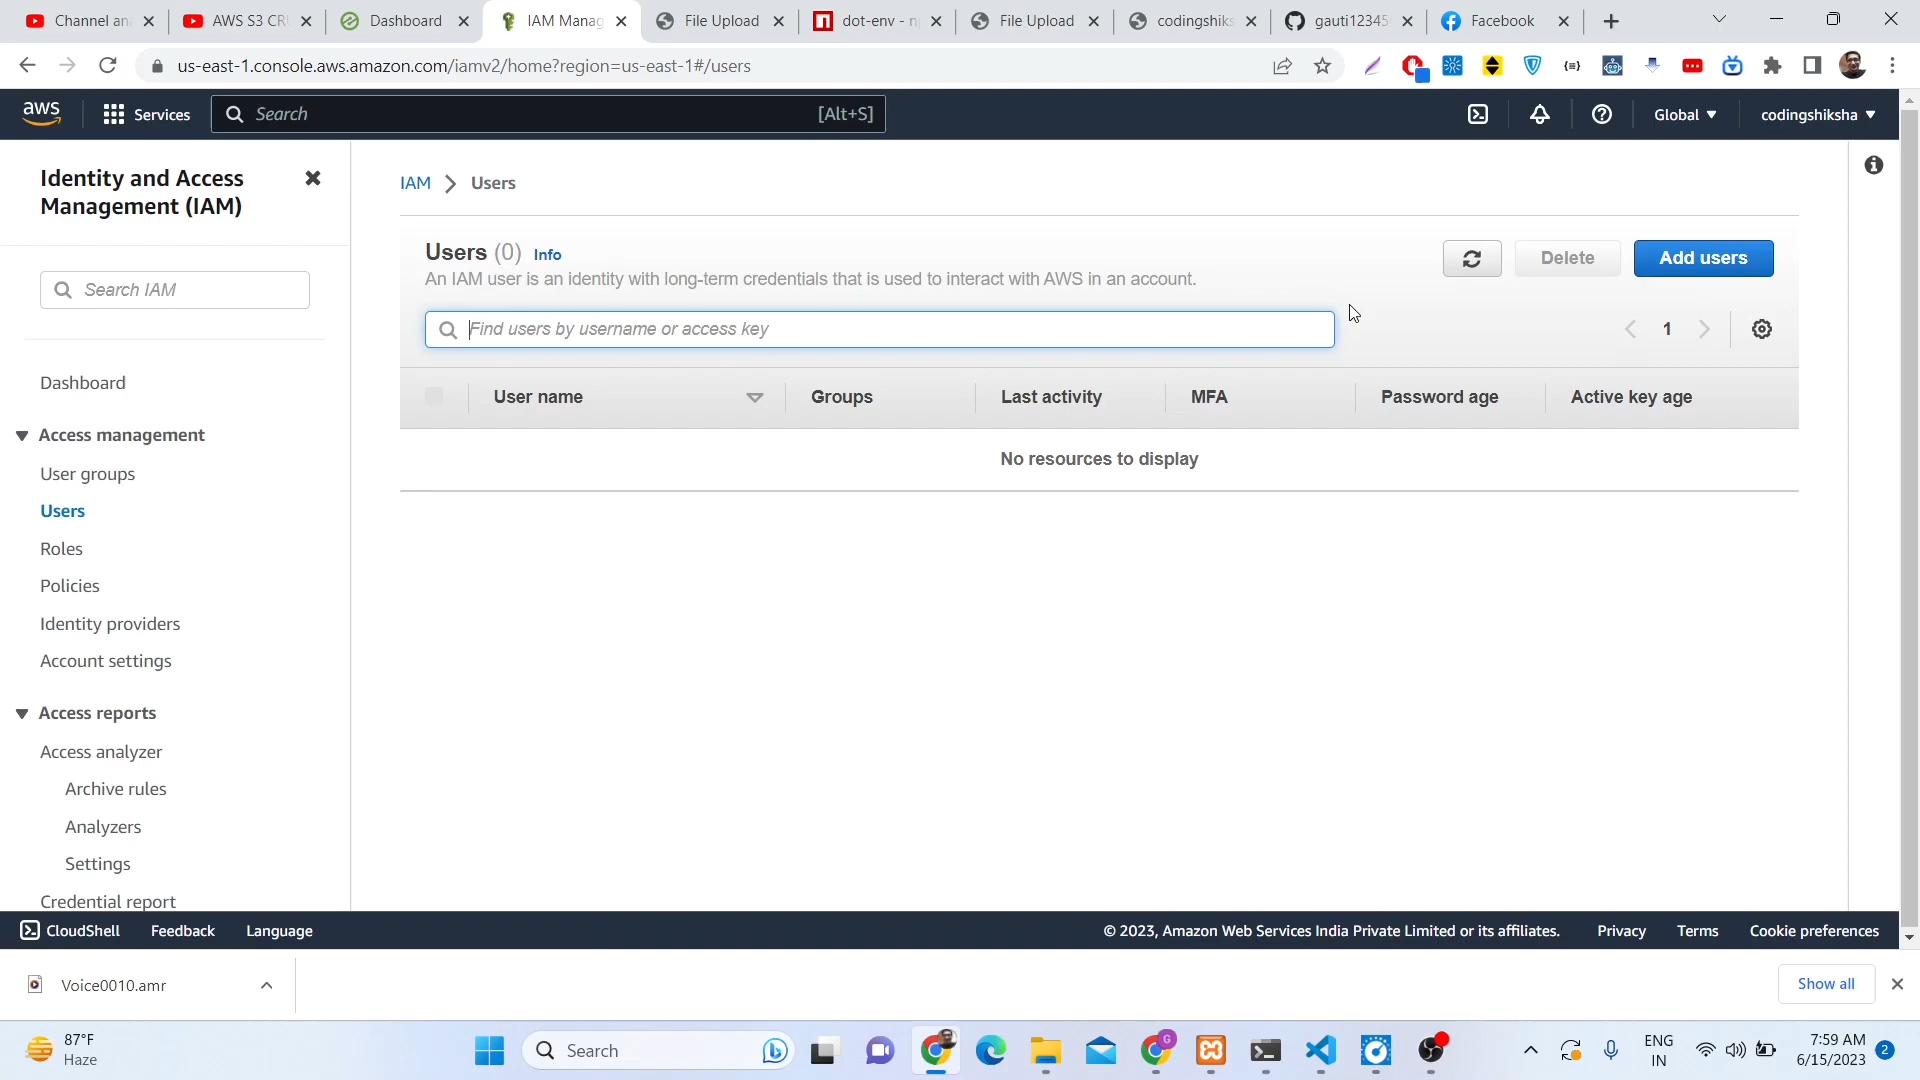 Channel an
AWS S3 CR
Dashboard
IAM Manag
File Upload
dot-env - n
File Upload
codingshiks
gauti12345
Facebook
us-east-1.console.aws.amazon.com/iamv2/home?region=us-east-1#/users
aws
Services
Search
[Alt+S]
Global
codingshiksha
Identity and Access
Management (IAM)
Search IAM
Dashboard
Access management
User groups
Users
Roles
Policies
Identity providers
Account settings
Access reports
Access analyzer
Archive rules
Analyzers
Settings
Credential report
IAM > Users
Users (0) Info
An IAM user is an identity with long-term credentials that is used to interact with AWS in an account.
Delete
Add users
Find users by username or access key
1
User name
Groups
Last activity
MFA
Password age
Active key age
No resources to display
CloudShell
Feedback
Language
© 2023, Amazon Web Services India Private Limited or its affiliates.
Privacy
Terms
Cookie preferences
Voice0010.amr
Show all
87°F
Haze
Search
ENG
IN
7:59 AM
6/15/2023
2